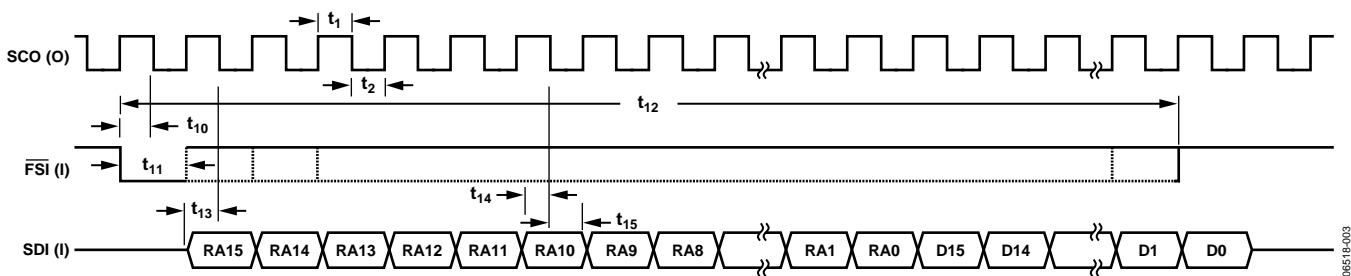 t1
SCO (O)
t2
t12
t10
FSI (I)
t11
t14
t13
t15
SDI (I)
RA15 RA14 RA13 RA12 RA11 RA10 RA9 RA8 RA1 RA0 D15 D14 D1 D0
06518-003